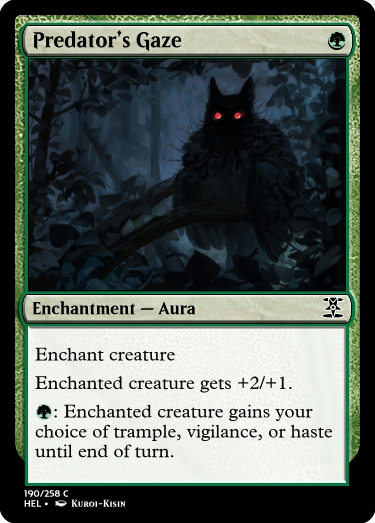 Predator's Gaze
Enchantment — Aura
Enchant creature
Enchanted creature gets +2/+1.
: Enchanted creature gains your
choice of trample, vigilance, or haste
until end of turn.
190/258 C
HEL • Kuroi-Kisin